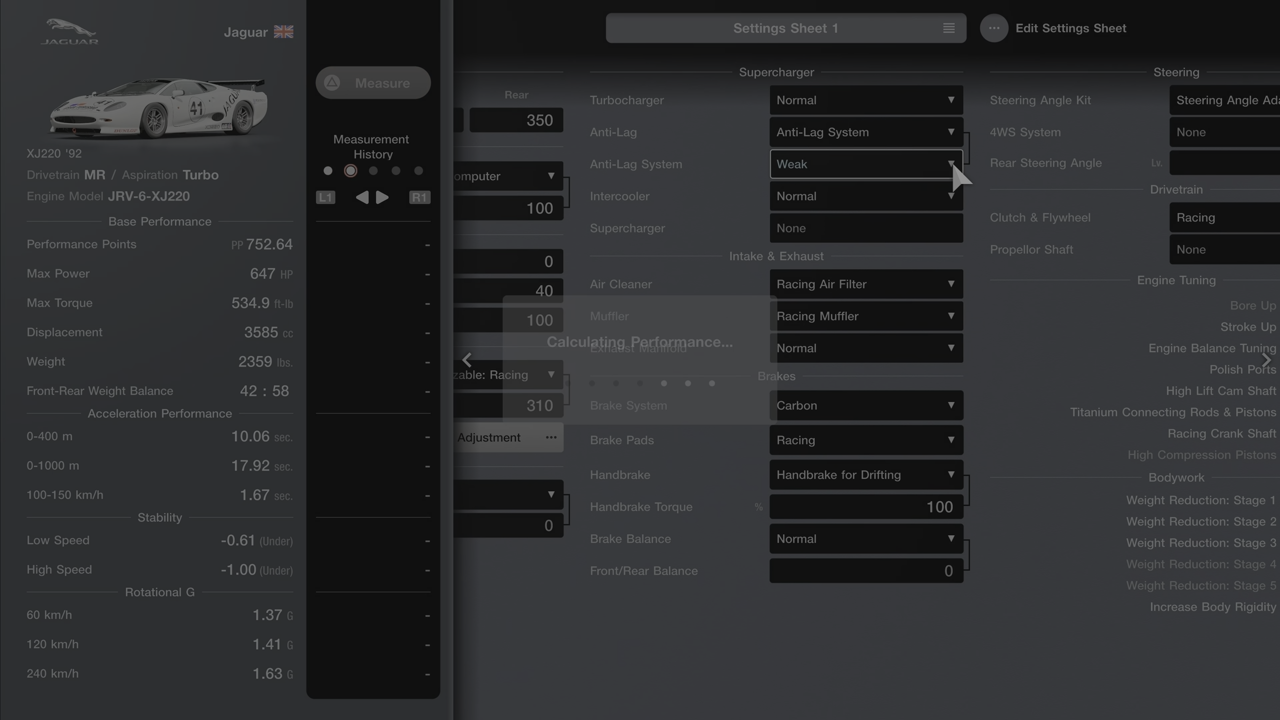 JAGUAR
Jaguar
41
XJ220 '92
Drivetrain MR / Aspiration Turbo
Engine Model JRV-6-XJ220
Base Performance
Performance Points PP 752.64
Max Power 647 HP
Max Torque 534.9 ft-lb
Displacement 3585 cc
Weight 2359 lbs.
Front-Rear Weight Balance 42 : 58
Acceleration Performance
0-400 m 10.06 sec.
0-1000 m 17.92 sec.
100-150 km/h 1.67 sec.
Stability
Low Speed -0.61 (Under)
High Speed -1.00 (Under)
Rotational G
60 km/h 1.37 G
120 km/h 1.41 G
240 km/h 1.63 G
Measure
Measurement
History
L1 R1
- 
-
-
-
-
-
-
-
-
-
-
-
-
-
Settings Sheet 1
Edit Settings Sheet
Rear
350
omputer
100
0
40
100
zable: Racing
310
Adjustment
0
Supercharger
Turbocharger Normal
Anti-Lag Anti-Lag System
Anti-Lag System Weak
Intercooler Normal
Supercharger None
Intake & Exhaust
Air Cleaner Racing Air Filter
Muffler Racing Muffler
Exhaust Manifold Normal
Calculating Performance...
Brakes
Brake System Carbon
Brake Pads Racing
Handbrake Handbrake for Drifting
Handbrake Torque % 100
Brake Balance Normal
Front/Rear Balance 0
Steering
Steering Angle Kit Steering Angle Ada
4WS System None
Rear Steering Angle Lv.
Drivetrain
Clutch & Flywheel Racing
Propellor Shaft None
Engine Tuning
Bore Up
Stroke Up
Engine Balance Tuning
Polish Ports
High Lift Cam Shaft
Titanium Connecting Rods & Pistons
Racing Crank Shaft
High Compression Pistons
Bodywork
Weight Reduction: Stage 1
Weight Reduction: Stage 2
Weight Reduction: Stage 3
Weight Reduction: Stage 4
Weight Reduction: Stage 5
Increase Body Rigidity